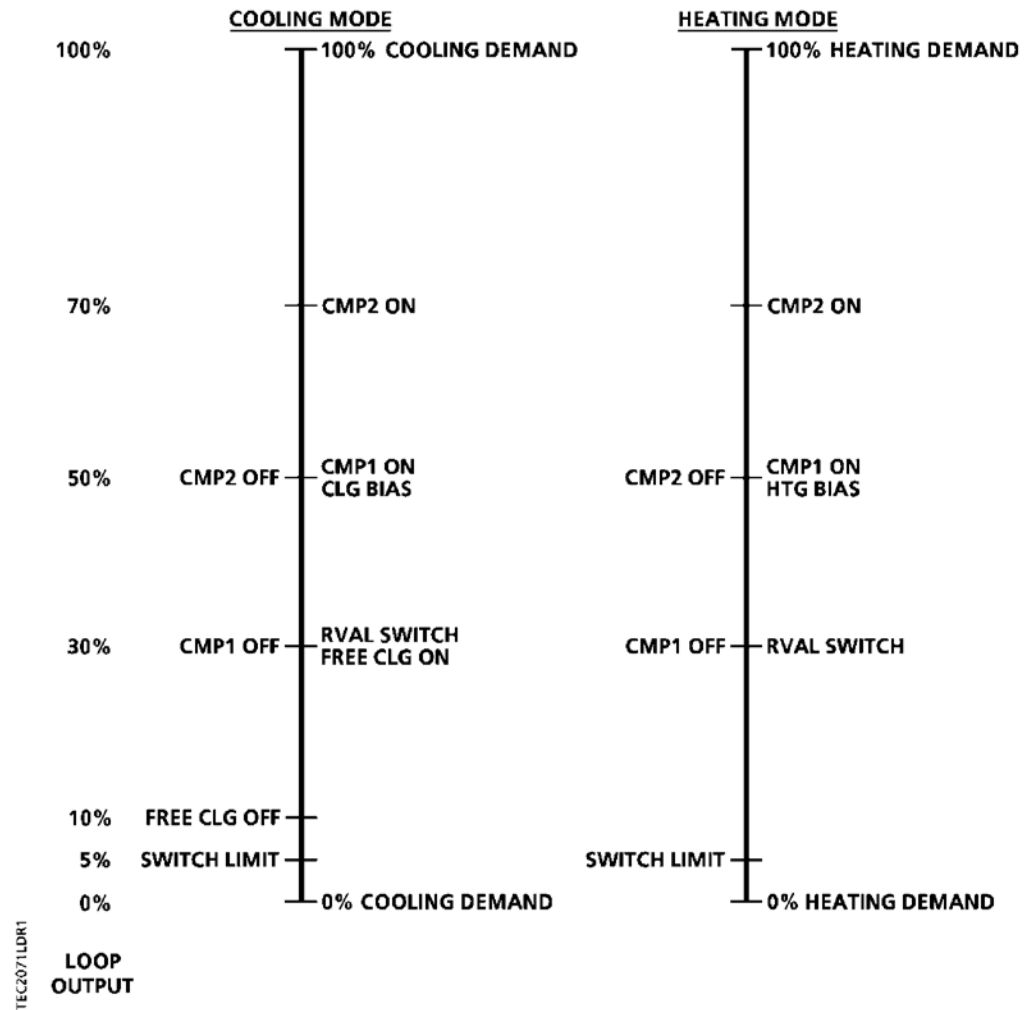 COOLING MODE
HEATING MODE
100%
100% COOLING DEMAND
100% HEATING DEMAND
70%
CMP2 ON
CMP2 ON
50%
CMP2 OFF
CMP1 ON
CLG BIAS
CMP2 OFF
CMP1 ON
HTG BIAS
30%
CMP1 OFF
RVAL SWITCH
FREE CLG ON
CMP1 OFF
RVAL SWITCH
10%
FREE CLG OFF
5%
SWITCH LIMIT
SWITCH LIMIT
0%
0% COOLING DEMAND
0% HEATING DEMAND
LOOP
OUTPUT
TEC2071LDR1